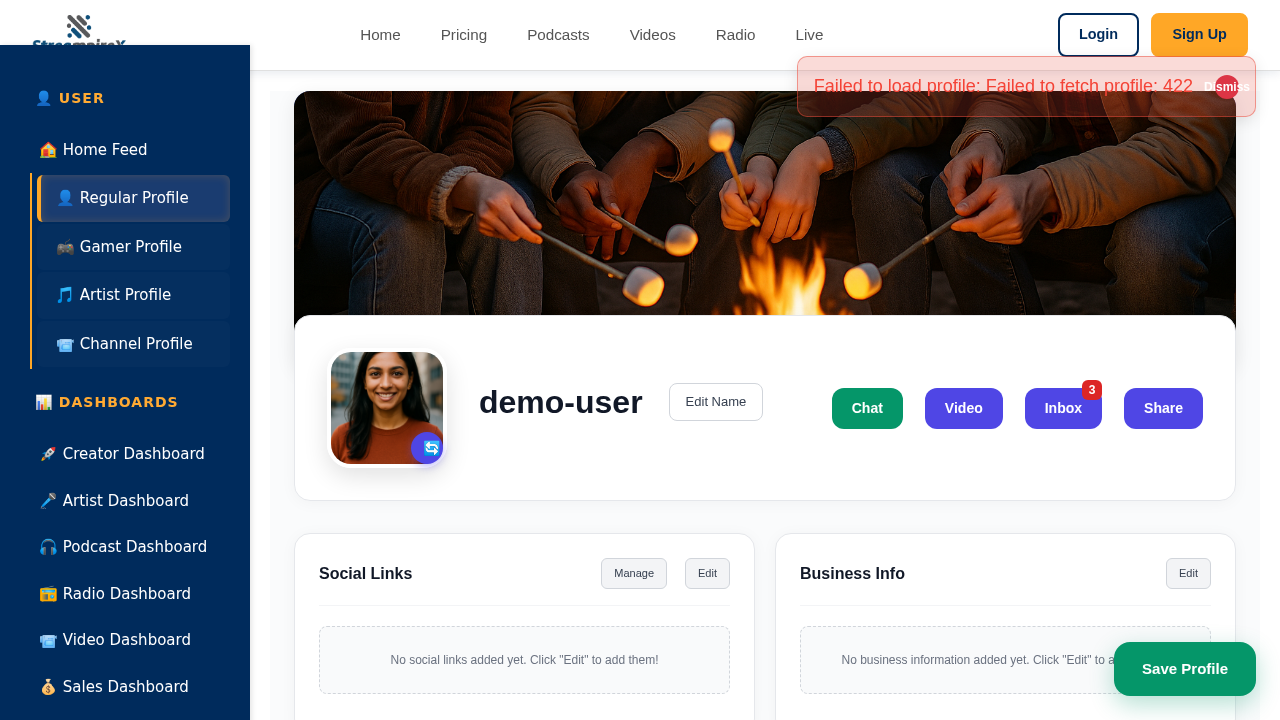 StreampireX
Home Pricing Podcasts Videos Radio Live
Login Sign Up
Failed to load profile: Failed to fetch profile: 422 Dismiss
USER
Home Feed
Regular Profile
Gamer Profile
Artist Profile
Channel Profile
DASHBOARDS
Creator Dashboard
Artist Dashboard
Podcast Dashboard
Radio Dashboard
Video Dashboard
Sales Dashboard
demo-user Edit Name
Chat Video Inbox 3 Share
Social Links Manage Edit
No social links added yet. Click "Edit" to add them!
Business Info Edit
No business information added yet. Click "Edit" to
Save Profile